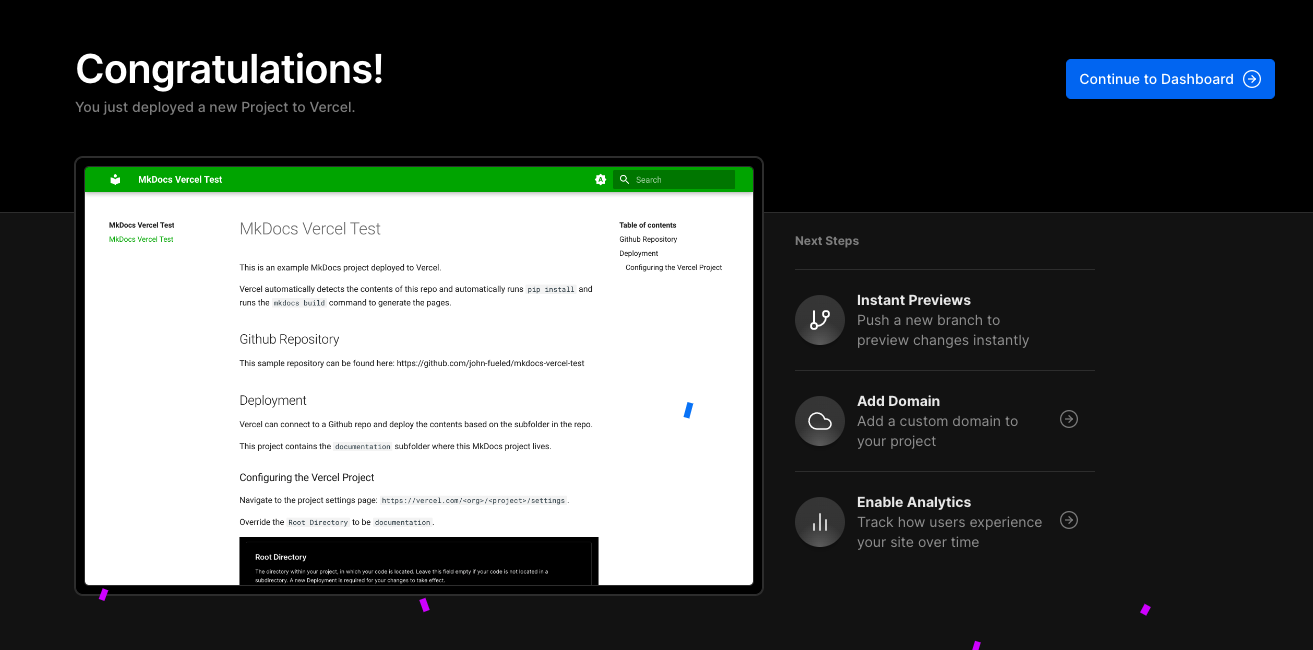 Congratulations!
You just deployed a new Project to Vercel.
Continue to Dashboard
MkDocs Vercel Test
Search
MkDocs Vercel Test
MkDocs Vercel Test
MkDocs Vercel Test
This is an example MkDocs project deployed to Vercel.
Vercel automatically detects the contents of this repo and automatically runs pip install and
runs the mkdocs build command to generate the pages.
Github Repository
This sample repository can be found here: https://github.com/john-fueled/mkdocs-vercel-test
Deployment
Vercel can connect to a Github repo and deploy the contents based on the subfolder in the repo.
This project contains the documentation subfolder where this MkDocs project lives.
Configuring the Vercel Project
Navigate to the project settings page: https://vercel.com/<org>/<project>/settings.
Override the Root Directory to be documentation.
Root Directory
The directory within your project, in which your code is located. Leave this field empty if your code is not located in a
subdirectory. A new Deployment is required for your changes to take effect.
Table of contents
Github Repository
Deployment
Configuring the Vercel Project
Next Steps
Instant Previews
Push a new branch to
preview changes instantly
Add Domain
Add a custom domain to
your project
Enable Analytics
Track how users experience
your site over time